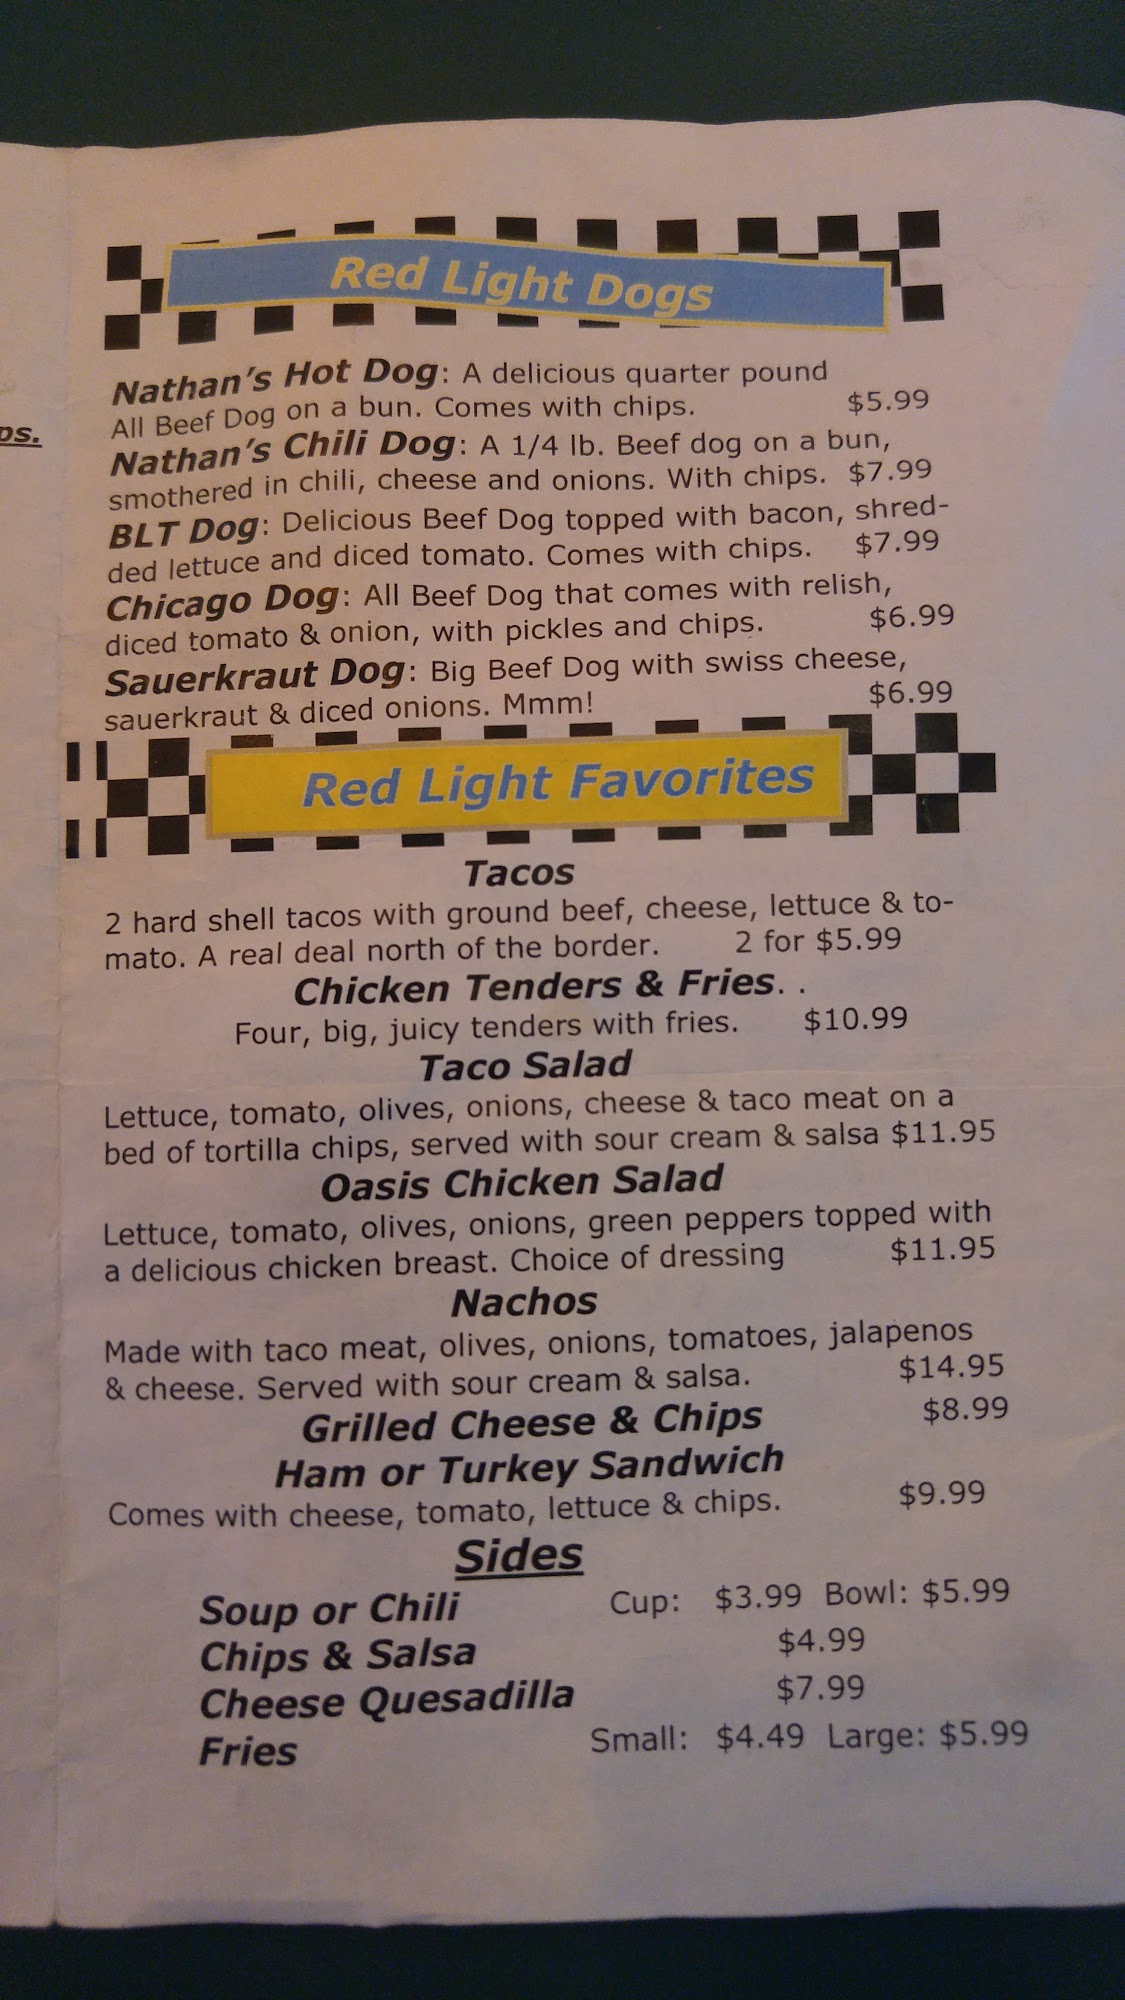 Red Light Dogs
Nathan's Hot Dog: A delicious quarter pound
All Beef Dog on a bun. Comes with chips. $5.99
Nathan's Chili Dog: A 1/4 lb. Beef dog on a bun,
smothered in chili, cheese and onions. With chips. $7.99
BLT Dog: Delicious Beef Dog topped with bacon, shred-
ded lettuce and diced tomato. Comes with chips. $7.99
Chicago Dog: All Beef Dog that comes with relish,
diced tomato & onion, with pickles and chips. $6.99
Sauerkraut Dog: Big Beef Dog with swiss cheese,
sauerkraut & diced onions. Mmm! $6.99
Red Light Favorites
Tacos
2 hard shell tacos with ground beef, cheese, lettuce & to-
mato. A real deal north of the border. 2 for $5.99
Chicken Tenders & Fries. .
Four, big, juicy tenders with fries. $10.99
Taco Salad
Lettuce, tomato, olives, onions, cheese & taco meat on a
bed of tortilla chips, served with sour cream & salsa $11.95
Oasis Chicken Salad
Lettuce, tomato, olives, onions, green peppers topped with
a delicious chicken breast. Choice of dressing $11.95
Nachos
Made with taco meat, olives, onions, tomatoes, jalapenos
& cheese. Served with sour cream & salsa. $14.95
Grilled Cheese & Chips $8.99
Ham or Turkey Sandwich
Comes with cheese, tomato, lettuce & chips. $9.99
Sides
Soup or Chili Cup: $3.99 Bowl: $5.99
Chips & Salsa $4.99
Cheese Quesadilla $7.99
Fries Small: $4.49 Large: $5.99